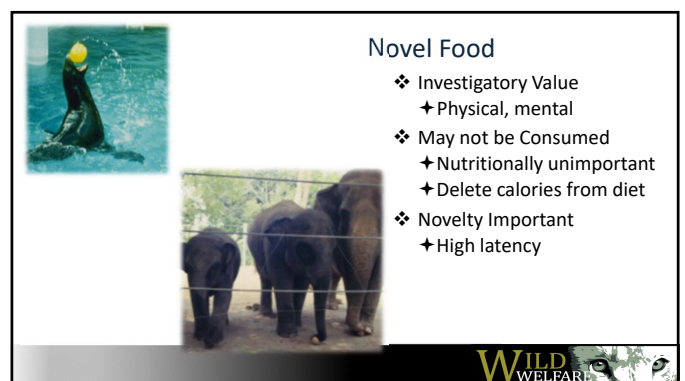 Novel Food
❖ Investigatory Value
✦Physical, mental
❖ May not be Consumed
✦Nutritionally unimportant
✦Delete calories from diet
❖ Novelty Important
✦High latency
WILD
WELFARE